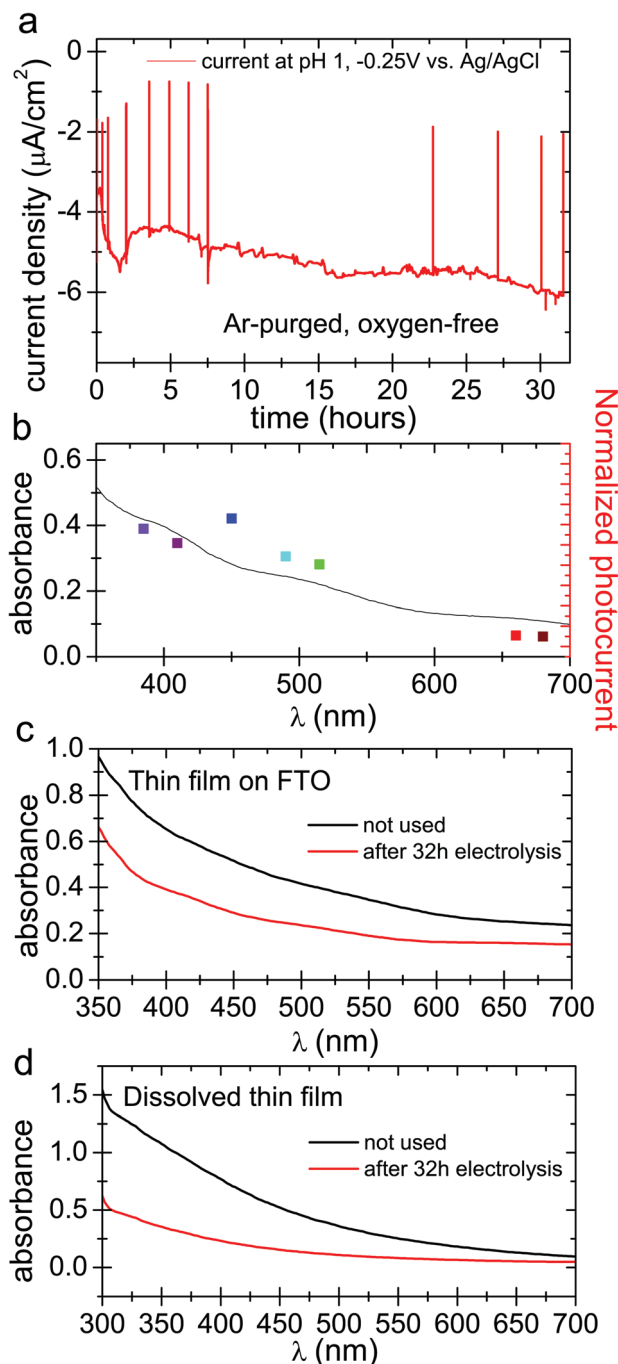 a
current at pH 1, -0.25V vs. Ag/AgCl
current density (μA/cm²)
0
-2
-4
-6
Ar-purged, oxygen-free
0 5 10 15 20 25 30
time (hours)
b
absorbance
0.6
0.4
0.2
0.0
400 500 600 700
λ (nm)
Normalized photocurrent
c
absorbance
1.0
0.8
0.6
0.4
0.2
0.0
Thin film on FTO
not used
after 32h electrolysis
350 400 450 500 550 600 650 700
λ (nm)
d
absorbance
1.5
1.0
0.5
0.0
Dissolved thin film
not used
after 32h electrolysis
300 350 400 450 500 550 600 650 700
λ (nm)